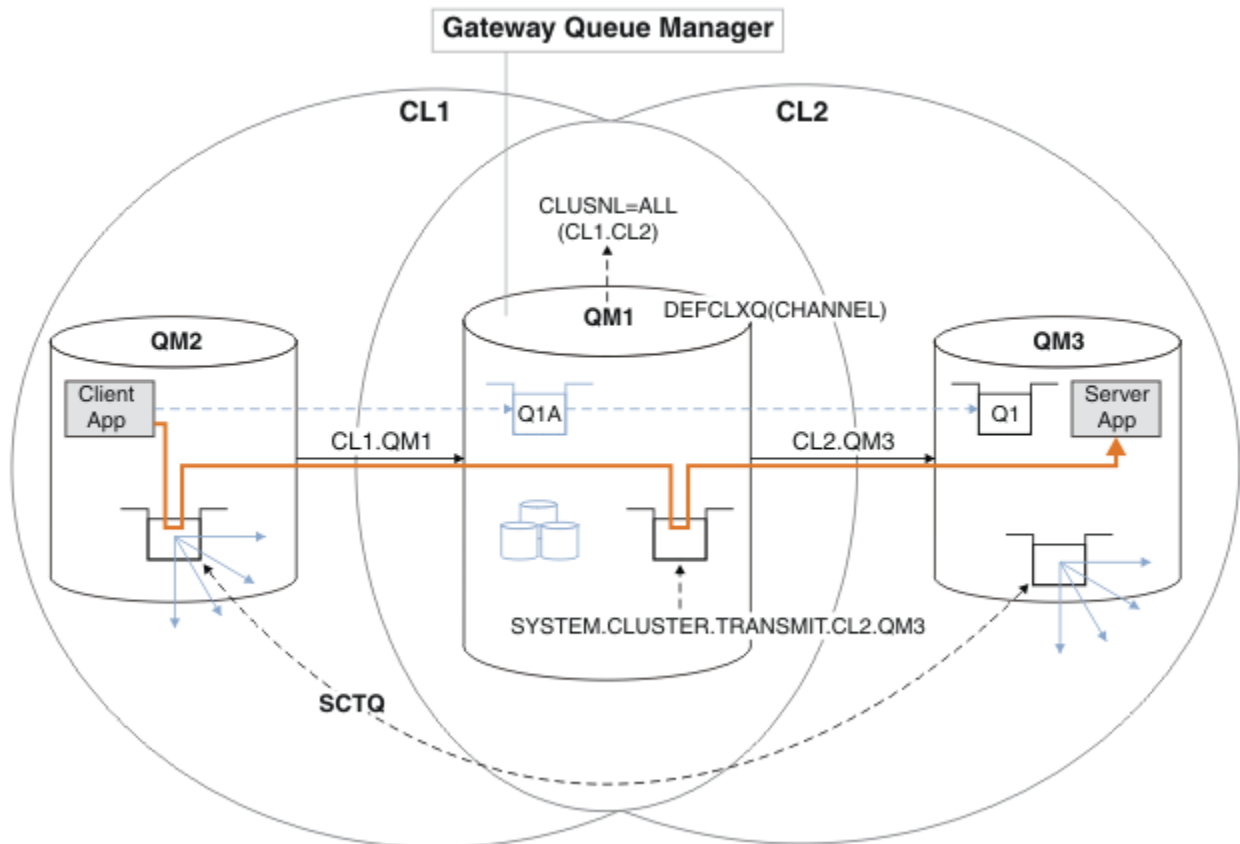 Gateway Queue Manager
CL1
CL2
CLUSNL=ALL
(CL1.CL2)
QM2
QM1
DEFCLXQ(CHANNEL)
QM3
Client
App
Q1A
Q1
Server
App
CL1.QM1
CL2.QM3
SYSTEM.CLUSTER.TRANSMIT.CL2.QM3
SCTQ